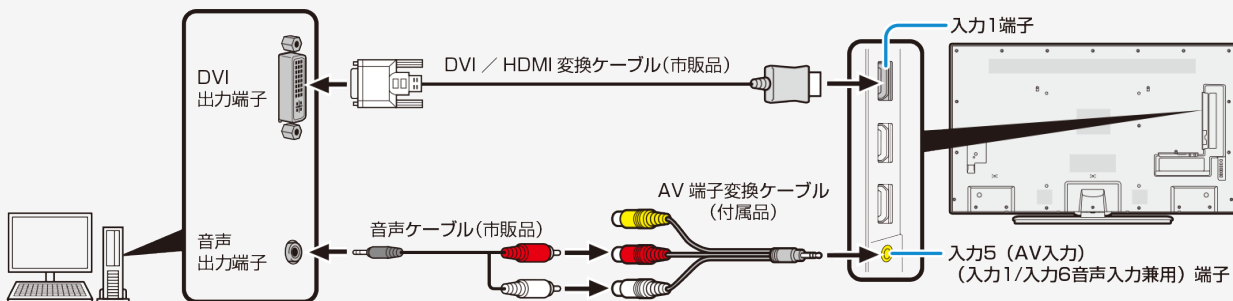 入力1端子
DVI
出力端子
DVI ／ HDMI 変換ケーブル(市販品)
AV 端子変換ケーブル
(付属品)
音声
出力端子
音声ケーブル(市販品)
入力5（AV入力）
（入力1/入力6音声入力兼用）端子